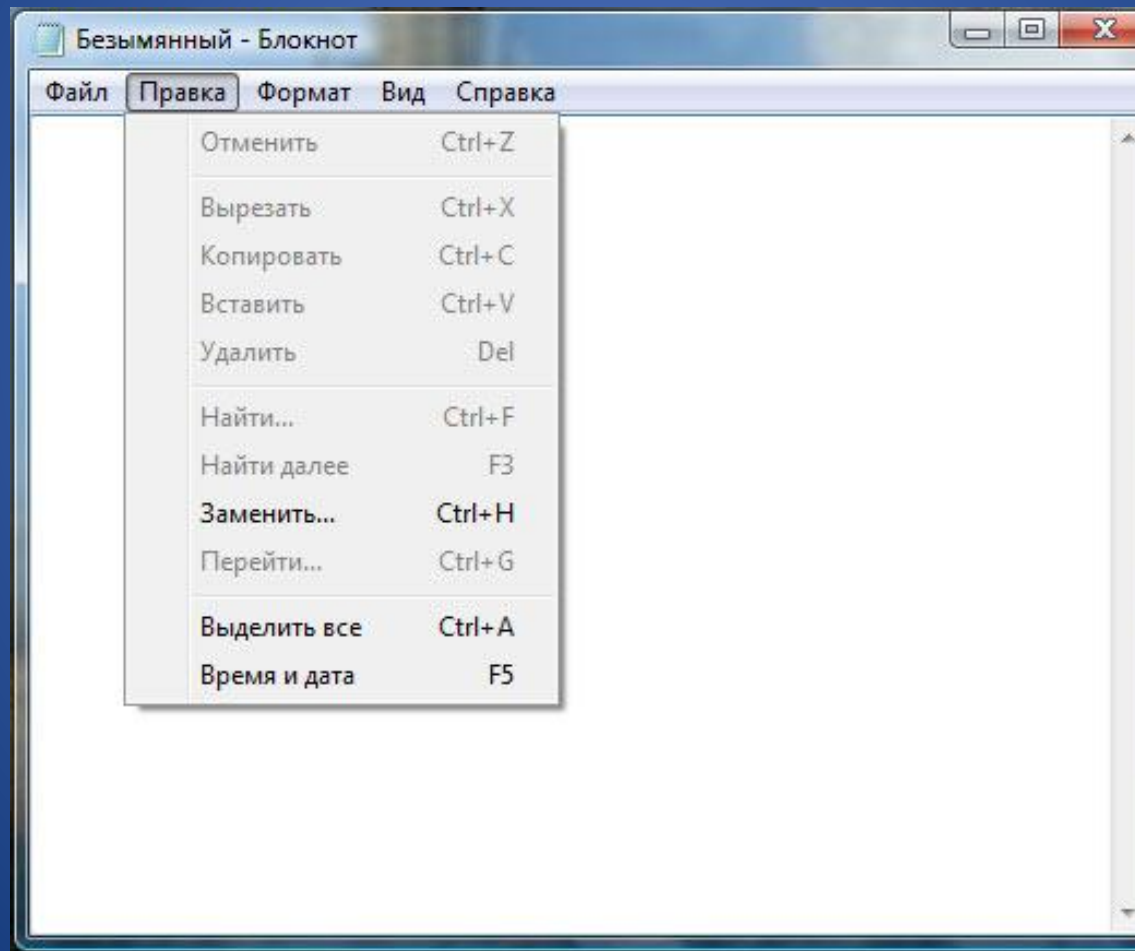 Безымянный - Блокнот
Файл Правка Формат Вид Справка
Отменить Ctrl+Z
Вырезать Ctrl+X
Копировать Ctrl+C
Вставить Ctrl+V
Удалить Del
Найти... Ctrl+F
Найти далее F3
Заменить... Ctrl+H
Перейти... Ctrl+G
Выделить все Ctrl+A
Время и дата F5